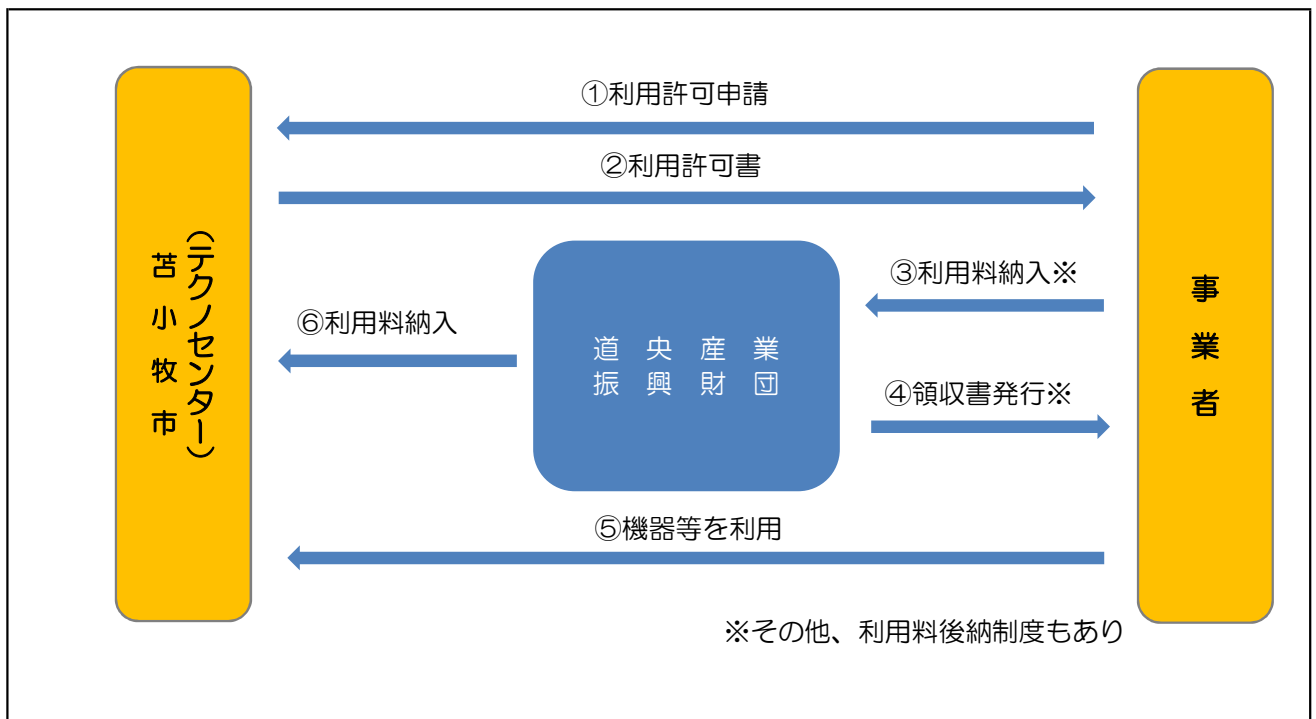 ①利用許可申請
②利用許可書
(テクノセンター)
苫小牧市
③利用料納入※
事業者
⑥利用料納入
道央産業
振興財団
④領収書発行※
⑤機器等を利用
※その他、利用料後納制度もあり